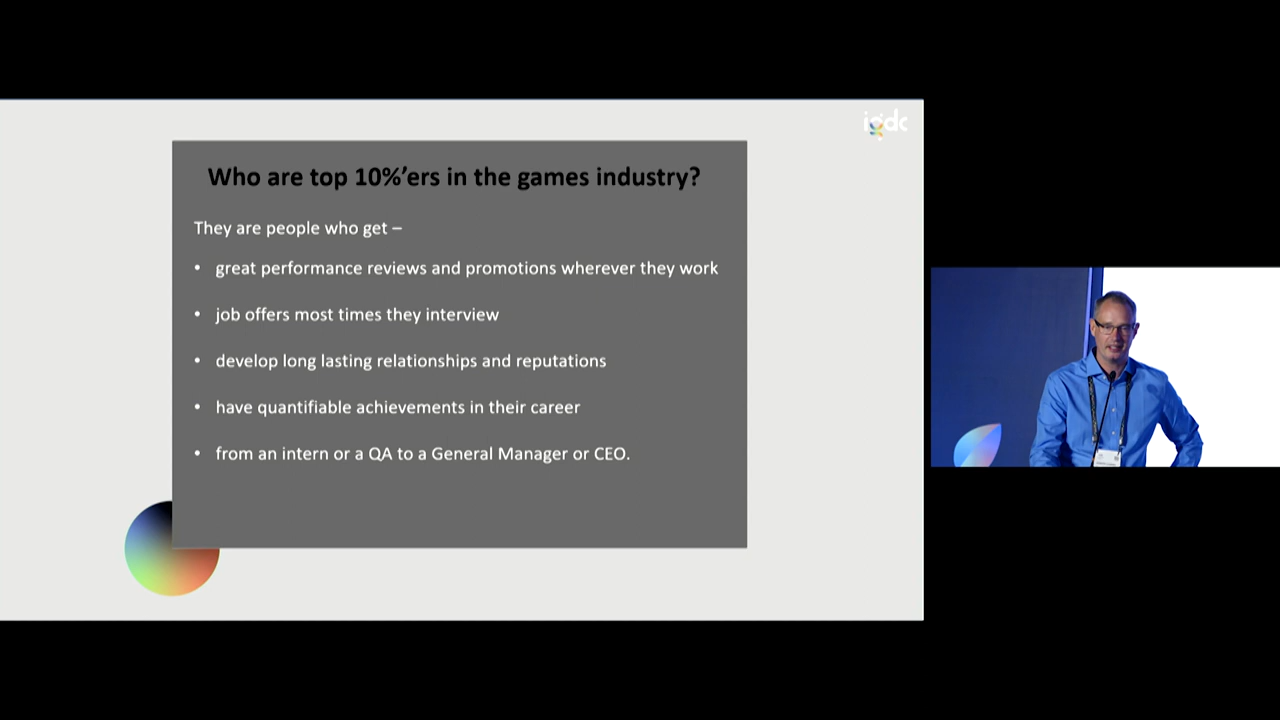 igdc
Who are top 10%'ers in the games industry?
They are people who get –
• great performance reviews and promotions wherever they work
• job offers most times they interview
• develop long lasting relationships and reputations
• have quantifiable achievements in their career
• from an intern or a QA to a General Manager or CEO.